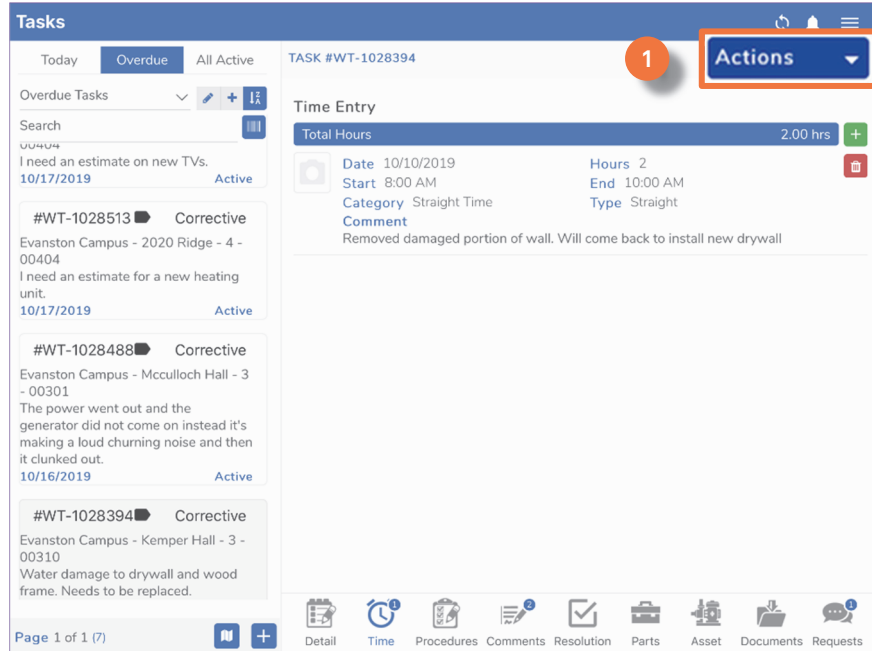 Tasks
Today Overdue All Active
Overdue Tasks
Search
00404
I need an estimate on new TVs.
10/17/2019 Active
#WT-1028513 Corrective
Evanston Campus - 2020 Ridge - 4 -
00404
I need an estimate for a new heating
unit.
10/17/2019 Active
#WT-1028488 Corrective
Evanston Campus - Mcculloch Hall - 3
- 00301
The power went out and the
generator did not come on instead it's
making a loud churning noise and then
it clunked out.
10/16/2019 Active
#WT-1028394 Corrective
Evanston Campus - Kemper Hall - 3 -
00310
Water damage to drywall and wood
frame. Needs to be replaced.
Page 1 of 1 (7)
TASK #WT-1028394
1
Actions
Time Entry
Total Hours 2.00 hrs
Date 10/10/2019 Hours 2
Start 8:00 AM End 10:00 AM
Category Straight Time Type Straight
Comment
Removed damaged portion of wall. Will come back to install new drywall
1 2 1
Detail Time Procedures Comments Resolution Parts Asset Documents Requests